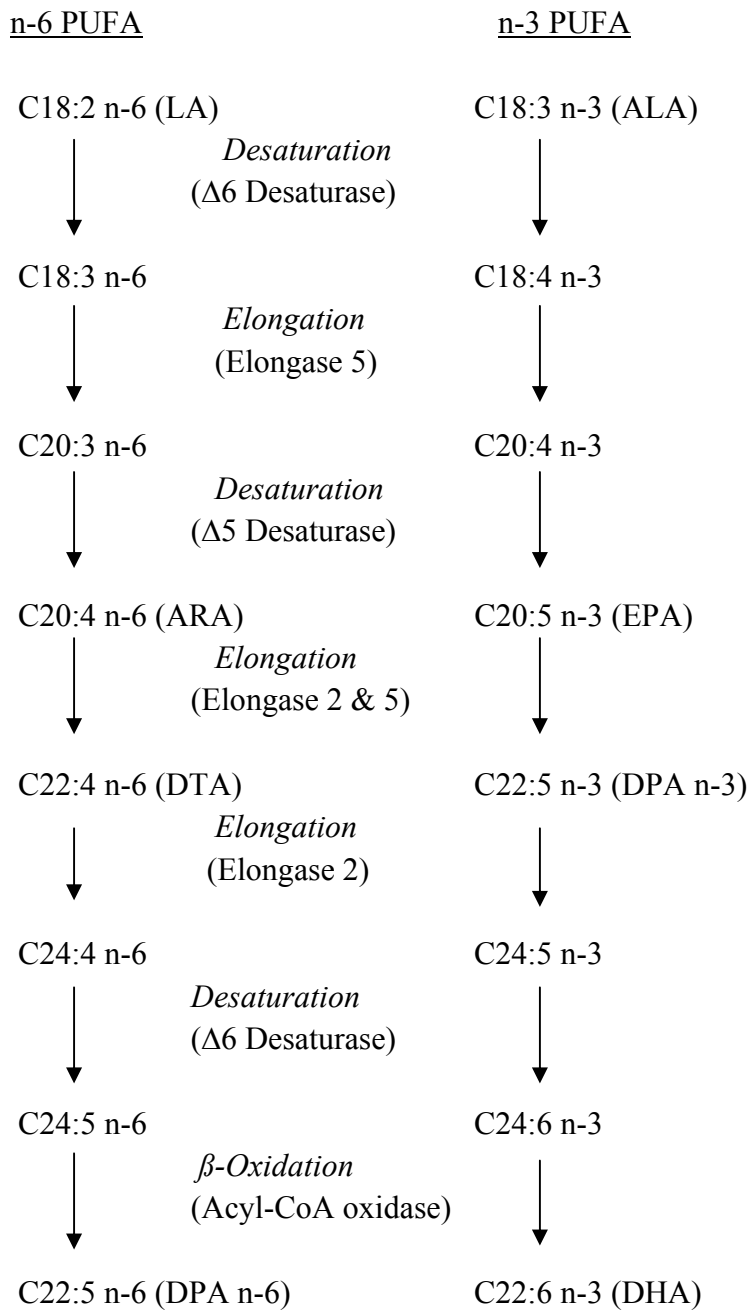 n-6 PUFA n-3 PUFA
C18:2 n-6 (LA) C18:3 n-3 (ALA)
Desaturation
(Δ6 Desaturase)
C18:3 n-6 C18:4 n-3
Elongation
(Elongase 5)
C20:3 n-6 C20:4 n-3
Desaturation
(Δ5 Desaturase)
C20:4 n-6 (ARA) C20:5 n-3 (EPA)
Elongation
(Elongase 2 & 5)
C22:4 n-6 (DTA) C22:5 n-3 (DPA n-3)
Elongation
(Elongase 2)
C24:4 n-6 C24:5 n-3
Desaturation
(Δ6 Desaturase)
C24:5 n-6 C24:6 n-3
ß-Oxidation
(Acyl-CoA oxidase)
C22:5 n-6 (DPA n-6) C22:6 n-3 (DHA)